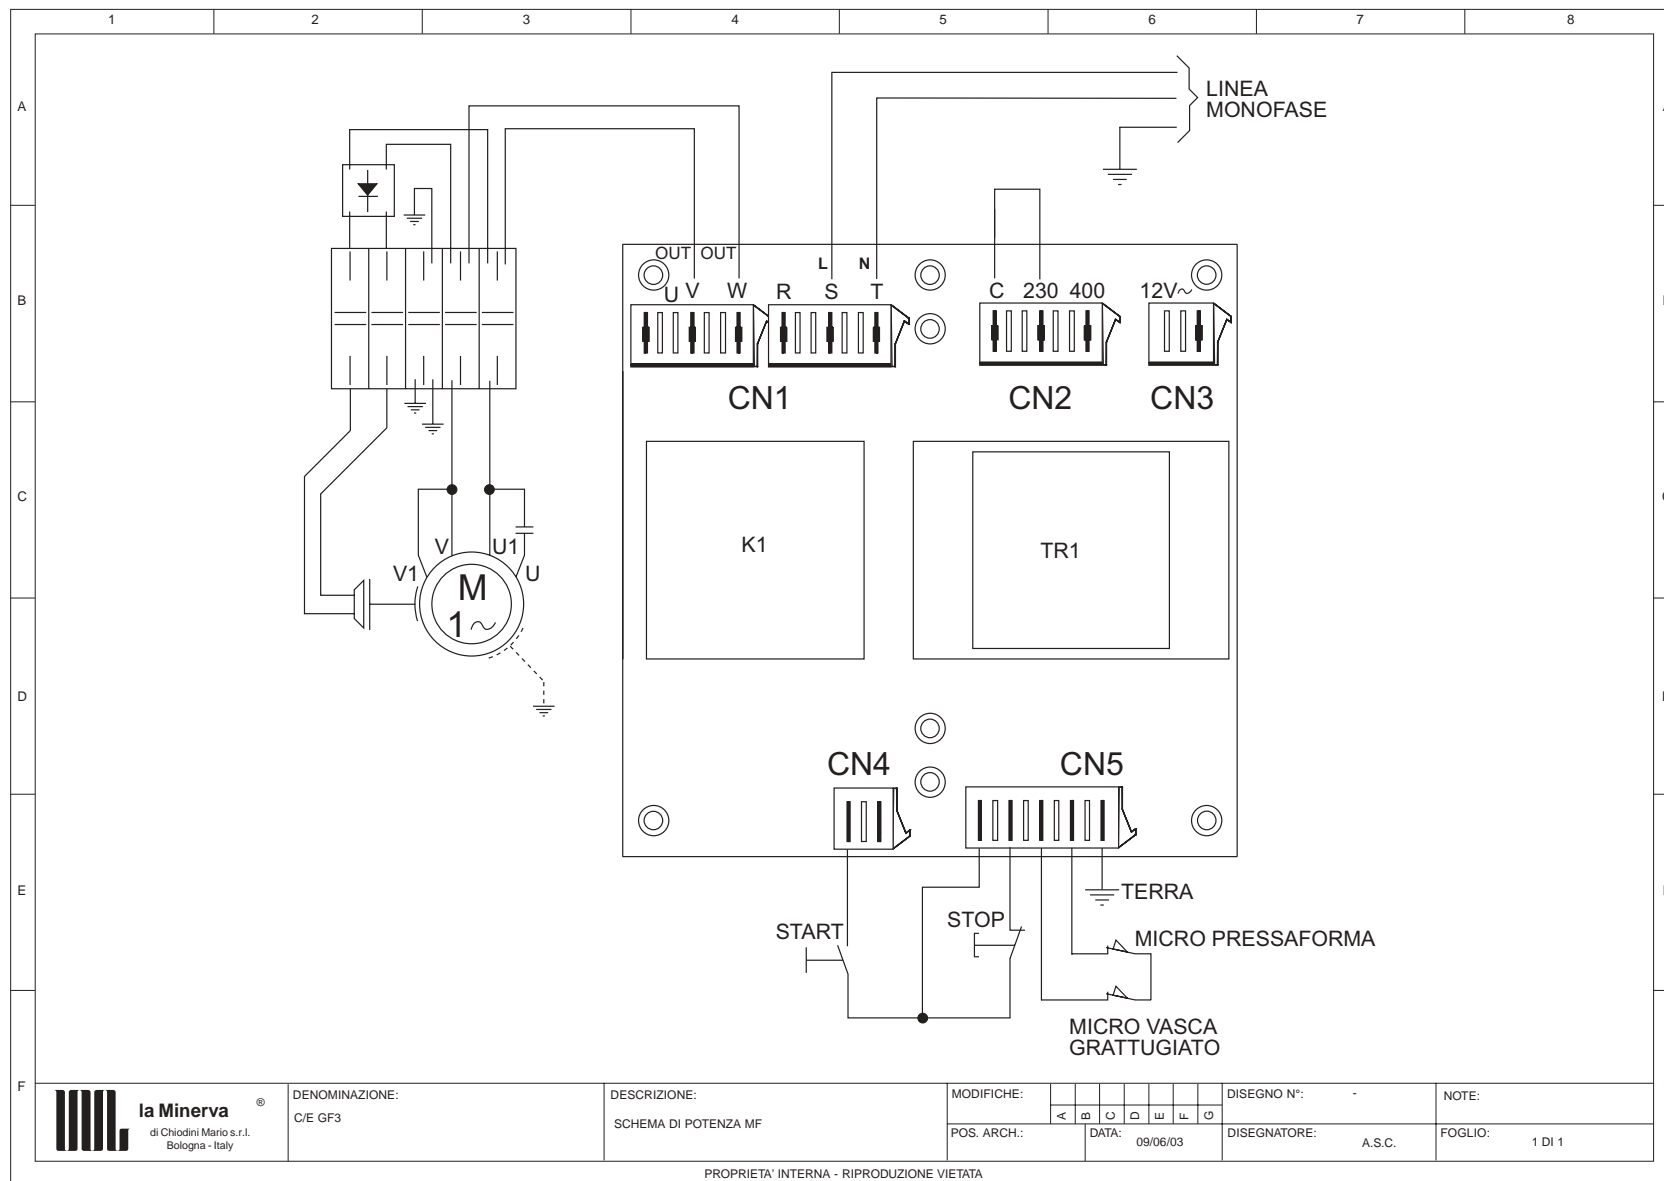 1 2 3 4 5 6 7 8
A
B
C
D
E
F
LINEA
MONOFASE
OUT OUT
L N
U V W R S T
C 230 400
12V~
CN1
CN2
CN3
K1
TR1
V U1
V1 U
M
1~
CN4
CN5
TERRA
START
STOP
MICRO PRESSAFORMA
MICRO VASCA
GRATTUGIATO
la Minerva ®
di Chiodini Mario s.r.l.
Bologna - Italy
DENOMINAZIONE:
C/E GF3
DESCRIZIONE:
SCHEMA DI POTENZA MF
MODIFICHE:
A B C D E F G
POS. ARCH.:
DATA: 09/06/03
DISEGNO N°: -
DISEGNATORE: A.S.C.
NOTE:
FOGLIO: 1 DI 1
PROPRIETA' INTERNA - RIPRODUZIONE VIETATA